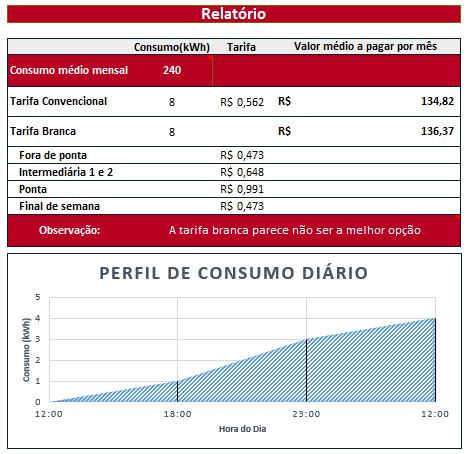 Relatório
Consumo(kWh) Tarifa Valor médio a pagar por mês
Consumo médio mensal 240
Tarifa Convencional 8 R$ 0,562 R$ 134,82
Tarifa Branca 8 R$ 136,37
Fora de ponta R$ 0,473
Intermediária 1 e 2 R$ 0,648
Ponta R$ 0,991
Final de semana R$ 0,473
Observação: A tarifa branca parece não ser a melhor opção
PERFIL DE CONSUMO DIÁRIO
Consumo (kWh)
5
4
3
2
1
0
12:00 18:00 23:00 12:00
Hora do Dia